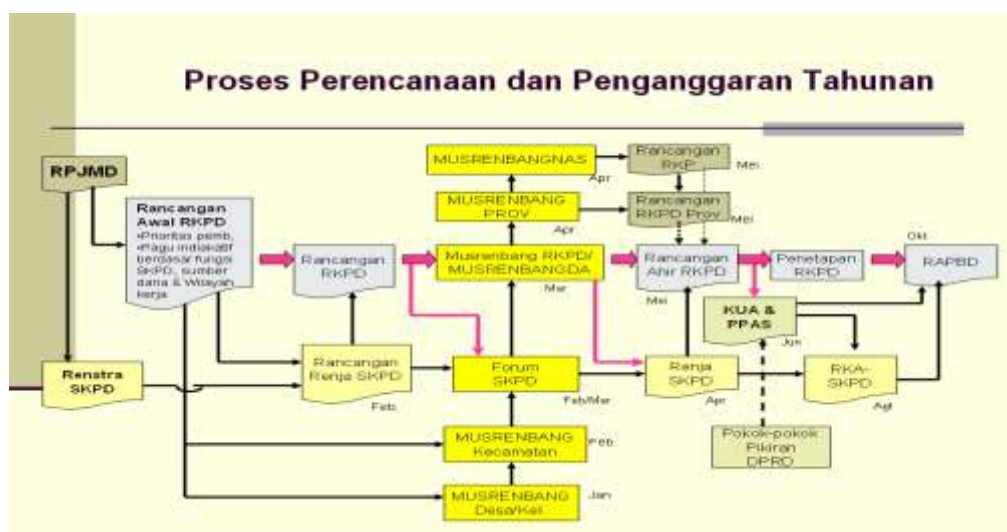 Proses Perencanaan dan Penganggaran Tahunan
RPJMD
Rancangan
Awal RKPD
•Prioritas pemb,
•Pagu indikatif
berdasar fungsi
SKPD, sumber
dana & Wilayah
kerja
Renstra
SKPD
Rancangan
RKPD
Rancangan
Renja SKPD
Feb
MUSRENBANGNAS
Apr
MUSRENBANG
PROV
Apr
Musrenbang RKPD/
MUSRENBANGDA
Mar
Forum
SKPD
Feb/Mar
MUSRENBANG
Kecamatan
Feb
MUSRENBANG
Desa/Kel
Jan
Rancangan
RKP
Mei
Rancangan
RKPD Prov
Mei
Rancangan
Ahir RKPD
Mei
Renja
SKPD
Apr
Penetapan
RKPD
KUA &
PPAS
Jun
Pokok-pokok
Pikiran
DPRD
Okt
RAPBD
RKA-
SKPD
Agt